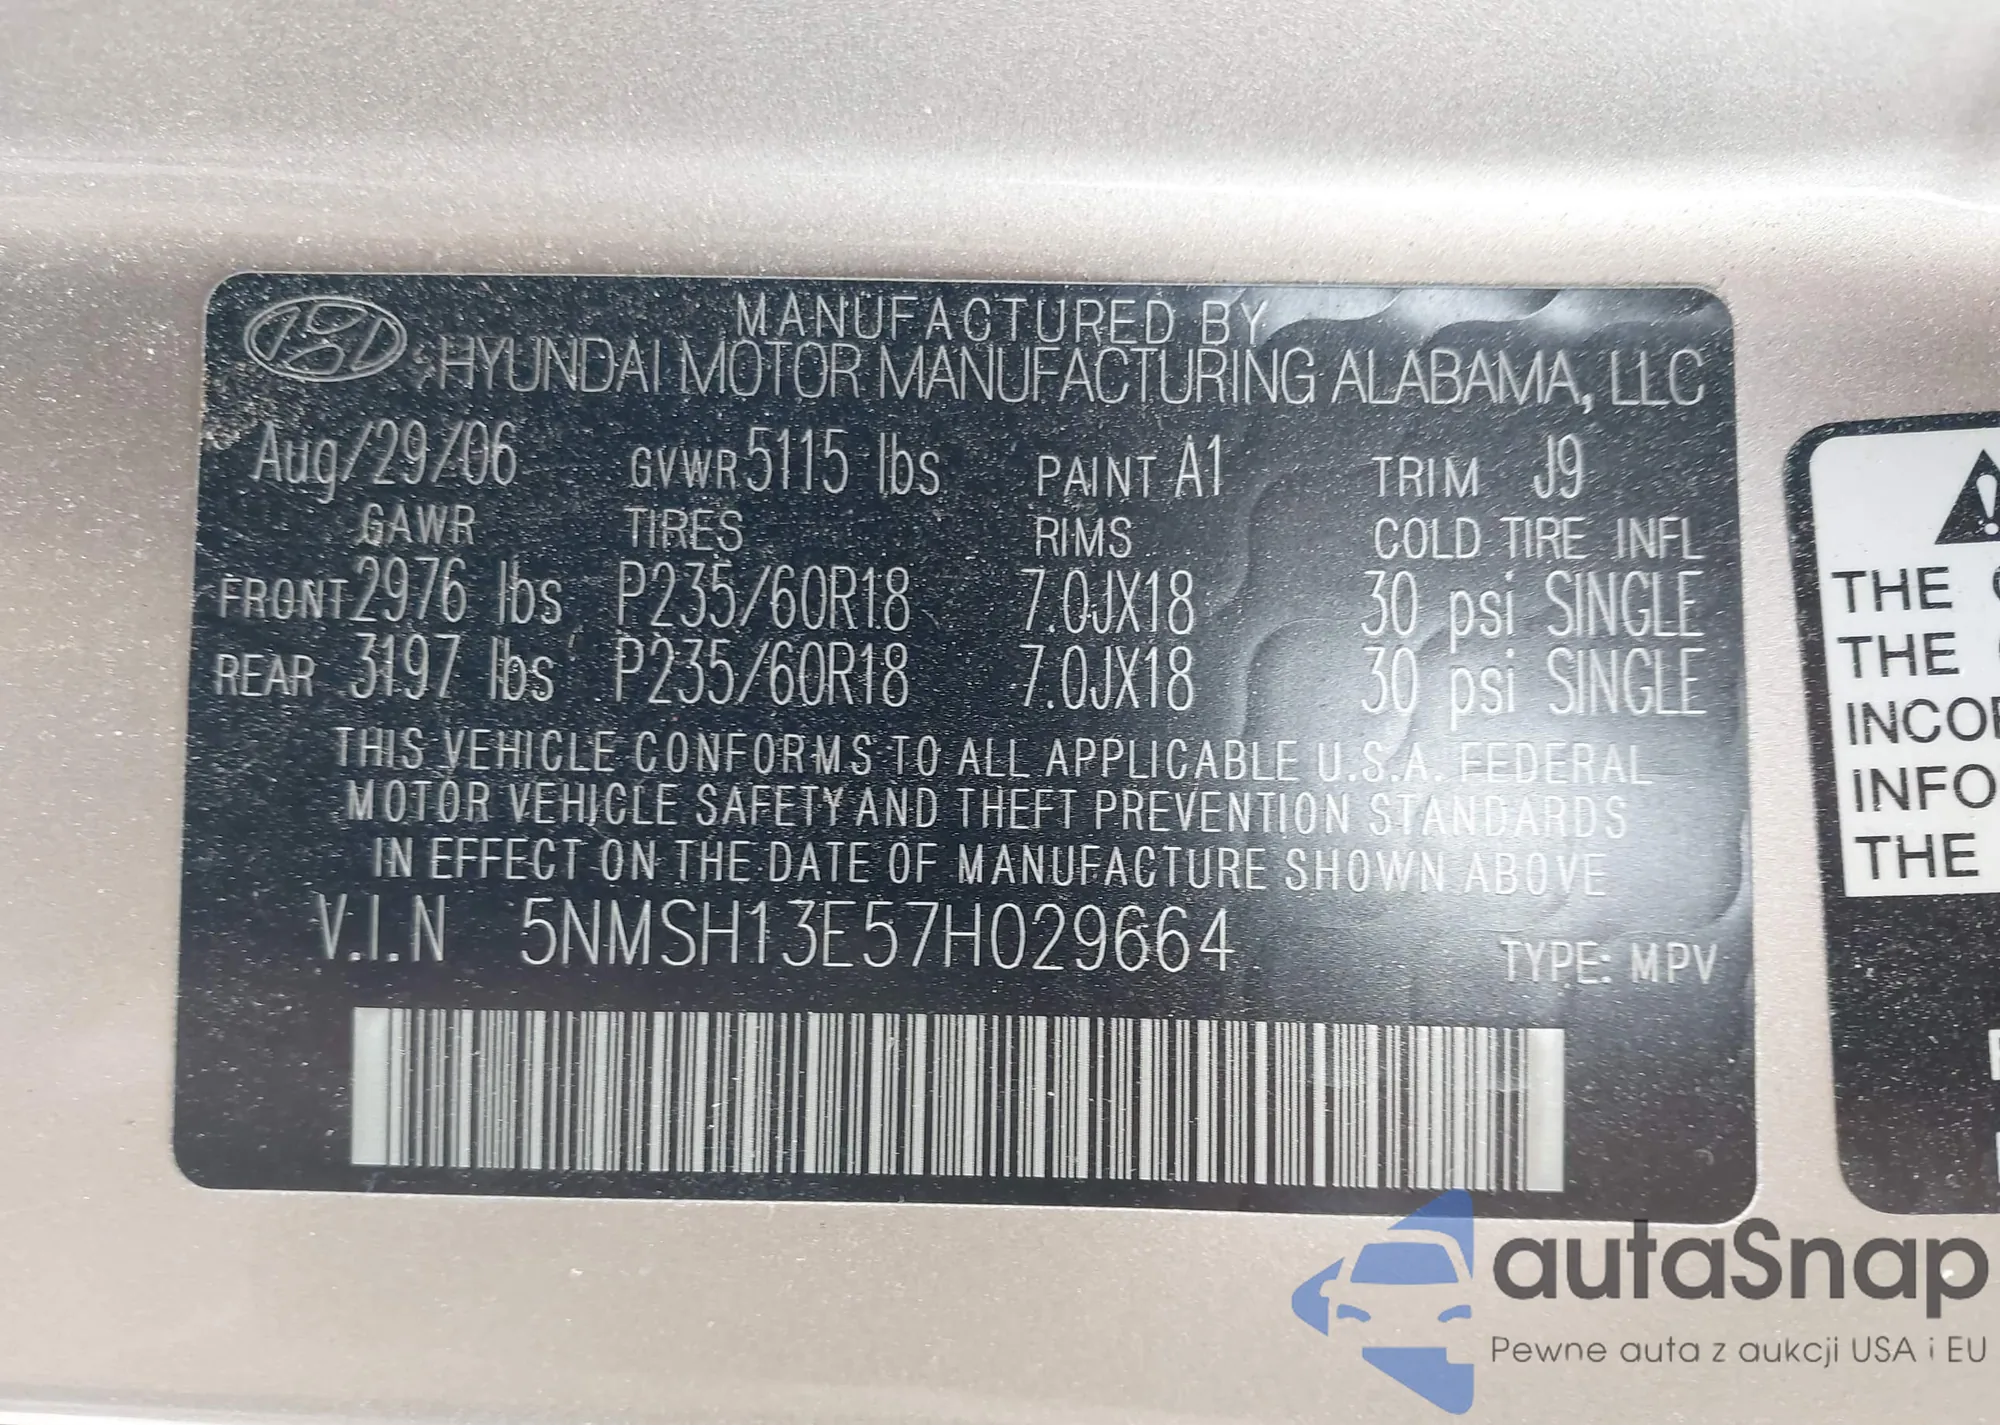 MANUFACTURED BY
HYUNDAI MOTOR MANUFACTURING ALABAMA, LLC
Aug/29/06 GVWR 5115 lbs PAINT A1 TRIM J9
GAWR TIRES RIMS COLD TIRE INFL
FRONT 2976 lbs P235/60R18 7.0JX18 30 psi SINGLE
REAR 3197 lbs P235/60R18 7.0JX18 30 psi SINGLE
THIS VEHICLE CONFORMS TO ALL APPLICABLE U.S.A. FEDERAL
MOTOR VEHICLE SAFETY AND THEFT PREVENTION STANDARDS
IN EFFECT ON THE DATE OF MANUFACTURE SHOWN ABOVE
V.I.N 5NMSH13E57H029664 TYPE: MPV
THE
THE
INFO
THE
autaSnap
Pewne auta z aukcji USA i EU